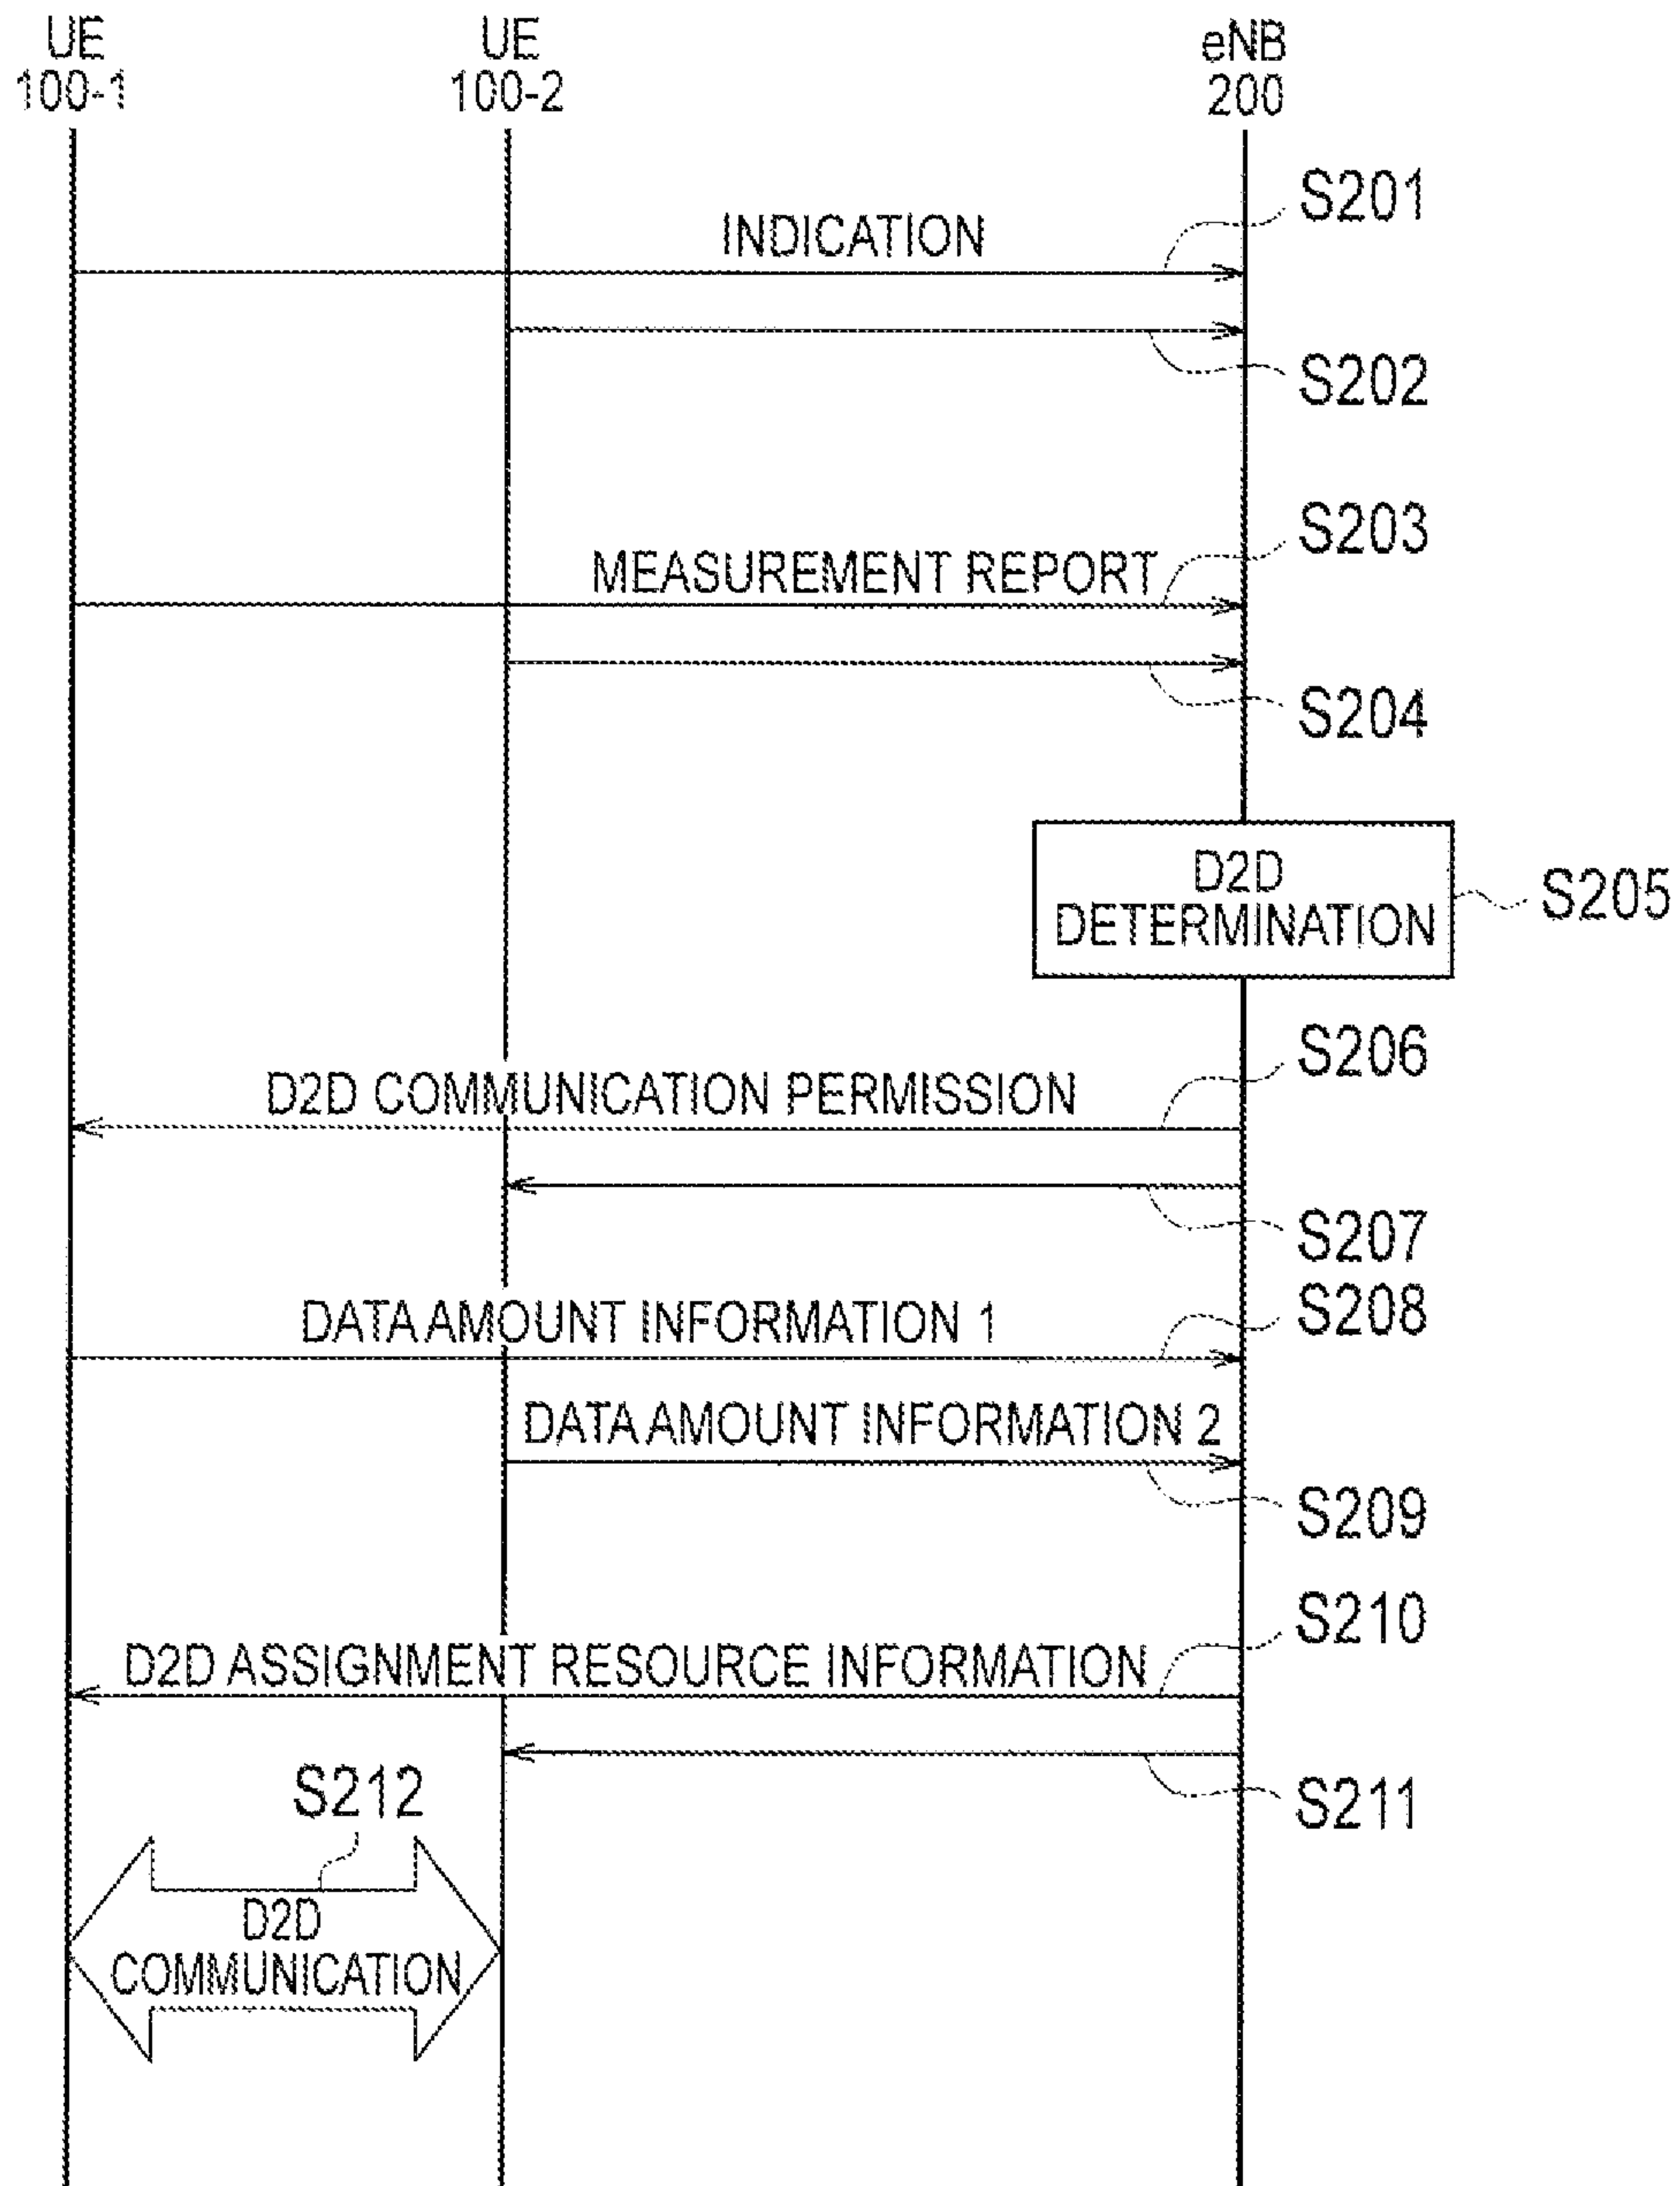 UE
100-1
UE
100-2
eNB
200
S201
INDICATION
S202
S203
MEASUREMENT REPORT
S204
D2D
DETERMINATION
S205
S206
D2D COMMUNICATION PERMISSION
S207
DATA AMOUNT INFORMATION 1
S208
DATA AMOUNT INFORMATION 2
S209
S210
D2D ASSIGNMENT RESOURCE INFORMATION
S211
S212
D2D
COMMUNICATION